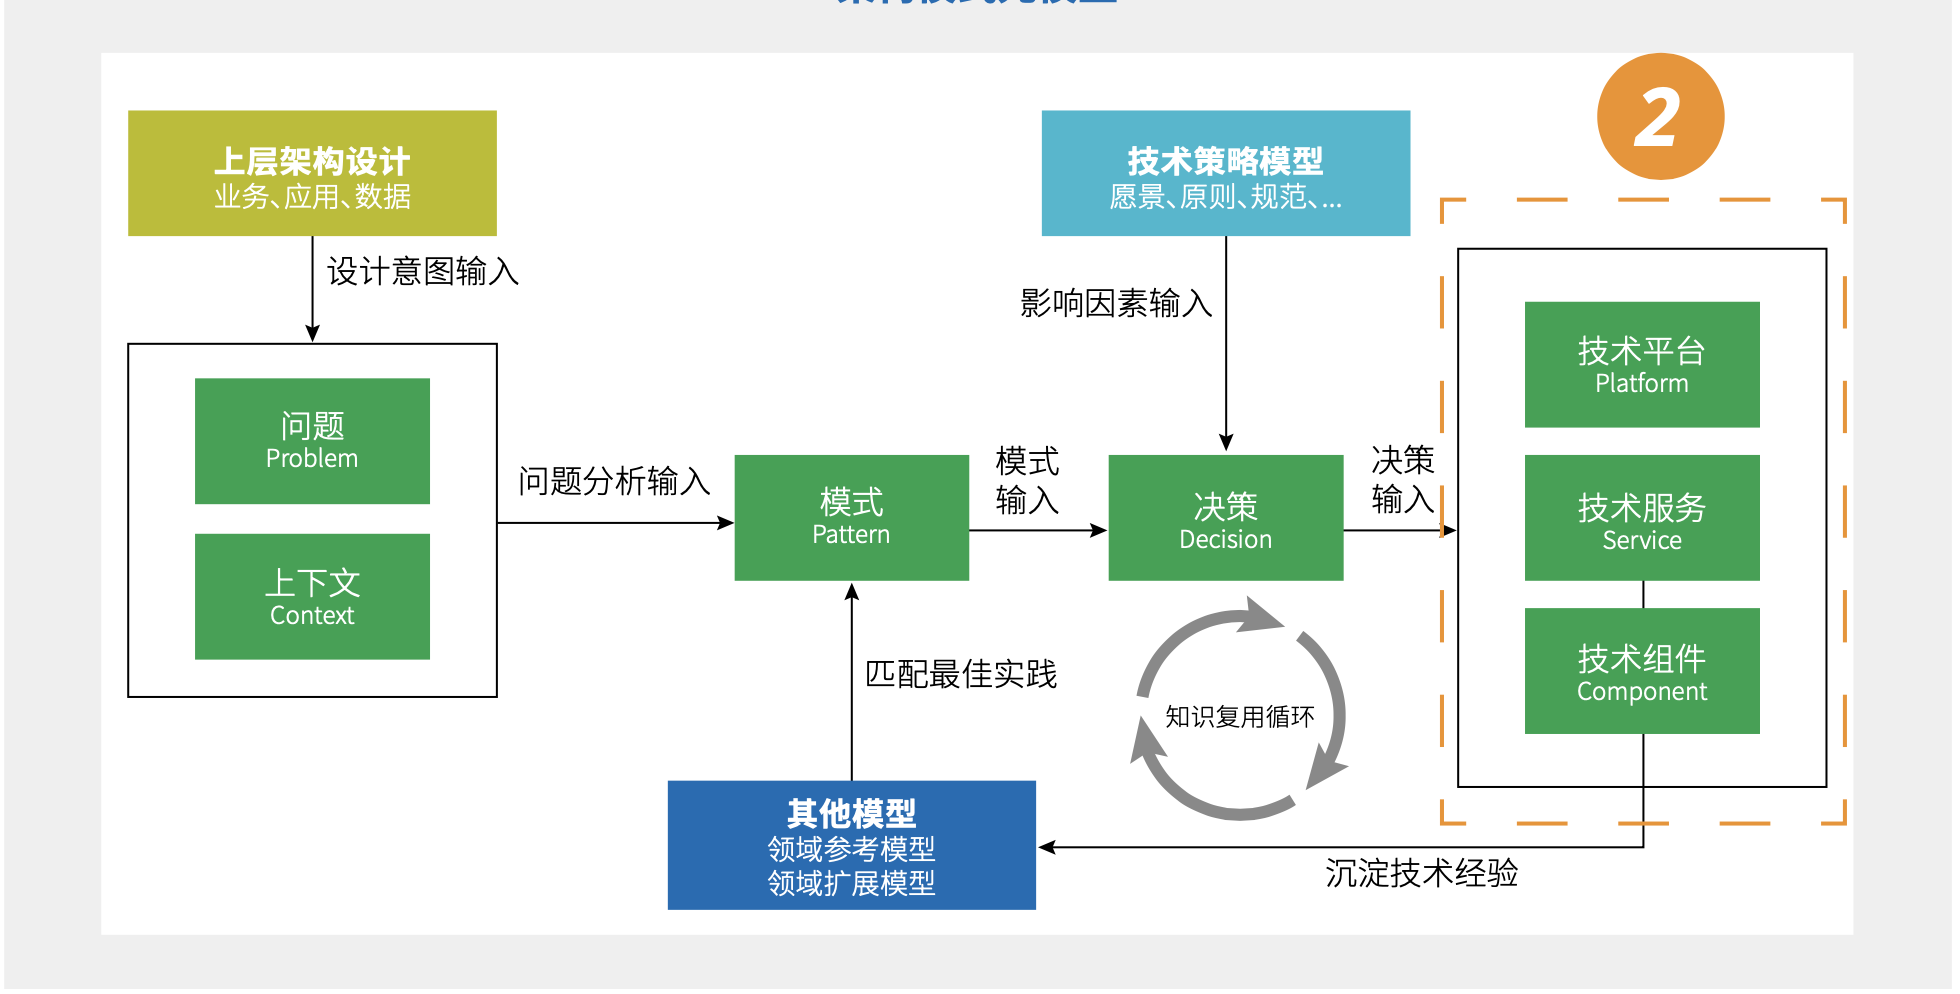 2
上层架构设计
业务、应用、数据
技术策略模型
愿景、原则、规范、...
设计意图输入
影响因素输入
问题
Problem
上下文
Context
问题分析输入
模式
Pattern
模式
输入
决策
Decision
决策
输入
技术平台
Platform
技术服务
Service
技术组件
Component
匹配最佳实践
知识复用循环
其他模型
领域参考模型
领域扩展模型
沉淀技术经验